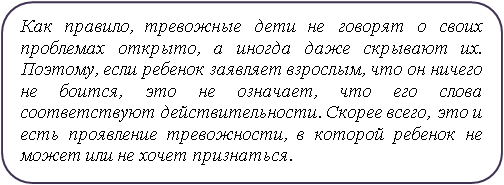 Как правило, тревожные дети не говорят о своих
проблемах открыто, а иногда даже скрывают их.
Поэтому, если ребенок заявляет взрослым, что он ничего
не боится, это не означает, что его слова
соответствуют действительности. Скорее всего, это и
есть проявление тревожности, в которой ребенок не
может или не хочет признаться.